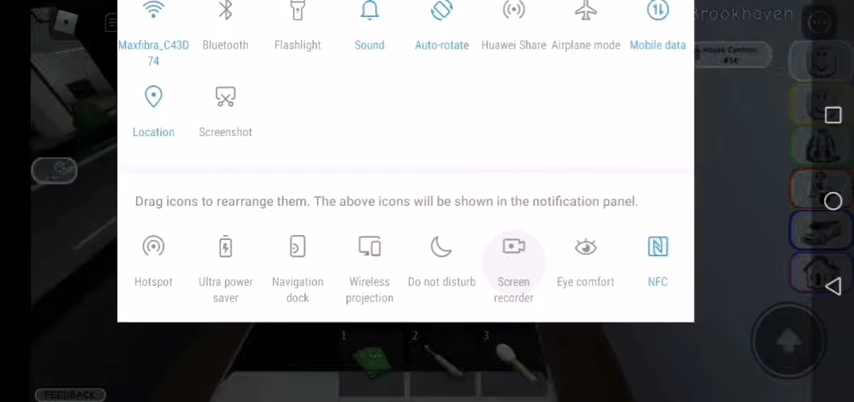 Brookhaven
Maxfibra_C43D
74
Bluetooth
Flashlight
Sound
Auto-rotate
Huawei Share
Airplane mode
Mobile data
#14
Location
Screenshot
Drag icons to rearrange them. The above icons will be shown in the notification panel.
Hotspot
Ultra power
saver
Navigation
dock
Wireless
projection
Do not disturb
Screen
recorder
Eye comfort
NFC
1
2
3
FEEDBACK